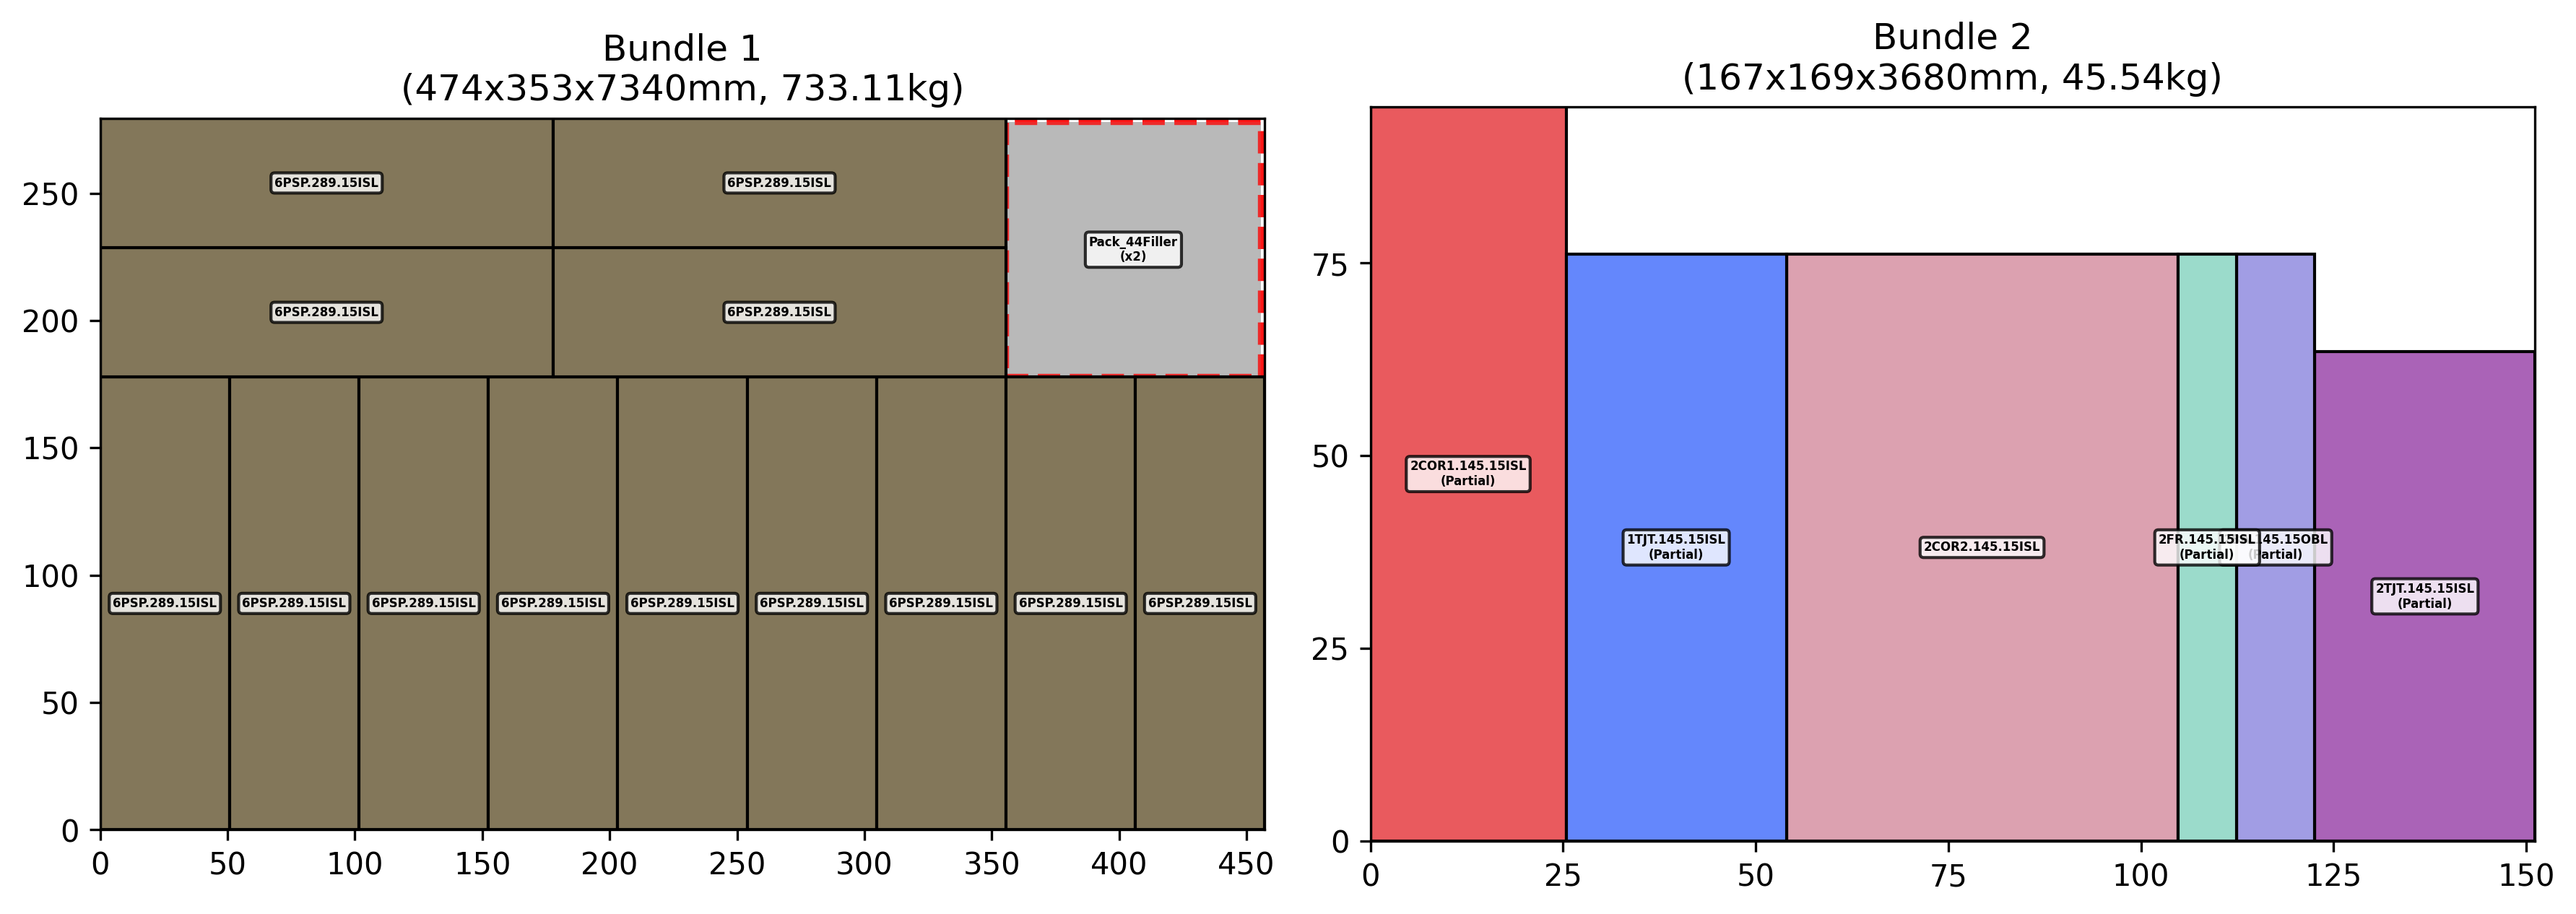 Bundle 1
(474x353x7340mm, 733.11kg)
250
200
150
100
50
0
6PSP.289.15ISL
6PSP.289.15ISL
Pack_44Filler
(x2)
6PSP.289.15ISL
6PSP.289.15ISL
6PSP.289.15ISL
6PSP.289.15ISL
6PSP.289.15ISL
6PSP.289.15ISL
6PSP.289.15ISL
6PSP.289.15ISL
6PSP.289.15ISL
6PSP.289.15ISL
6PSP.289.15ISL
0 50 100 150 200 250 300 350 400 450
Bundle 2
(167x169x3680mm, 45.54kg)
75
50
25
0
2COR1.145.15ISL
(Partial)
1TJT.145.15ISL
(Partial)
2COR2.145.15ISL
2FR.145.15ISL
(Partial)
.145.15OBL
(Partial)
2TJT.145.15ISL
(Partial)
0 25 50 75 100 125 150